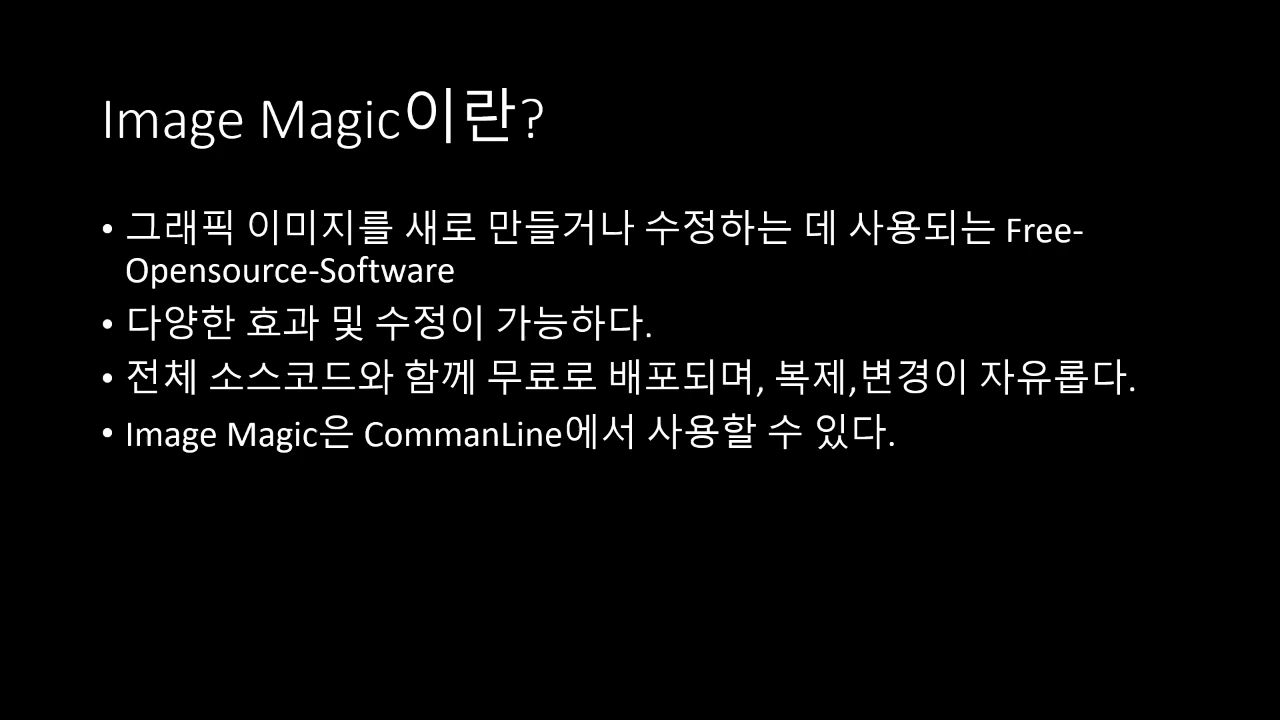 Image Magic이란?
• 그래픽 이미지를 새로 만들거나 수정하는 데 사용되는 Free-
Opensource-Software
• 다양한 효과 및 수정이 가능하다.
• 전체 소스코드와 함께 무료로 배포되며, 복제,변경이 자유롭다.
• Image Magic은 CommanLine에서 사용할 수 있다.